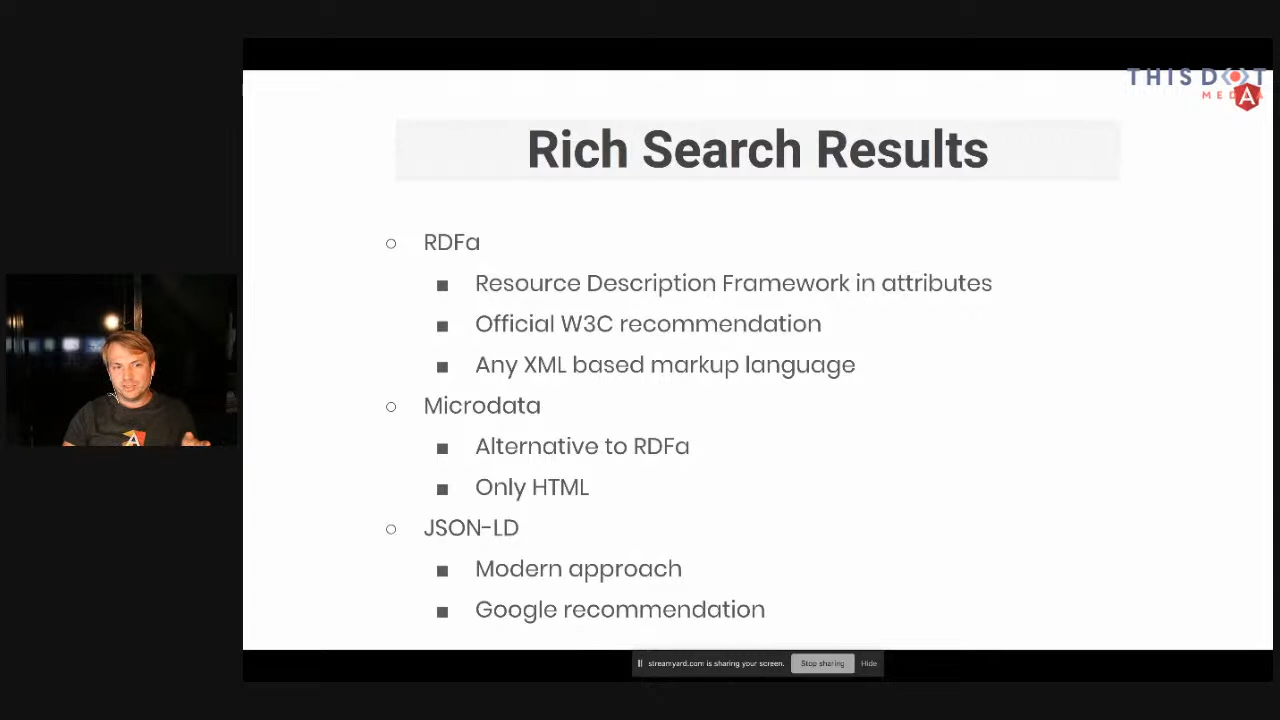 THIS DOT
MEDIA
A
Rich Search Results
RDFa
Resource Description Framework in attributes
Official W3C recommendation
Any XML based markup language
Microdata
Alternative to RDFa
Only HTML
JSON-LD
Modern approach
Google recommendation
A
streamyard.com is sharing your screen. Stop sharing Hide